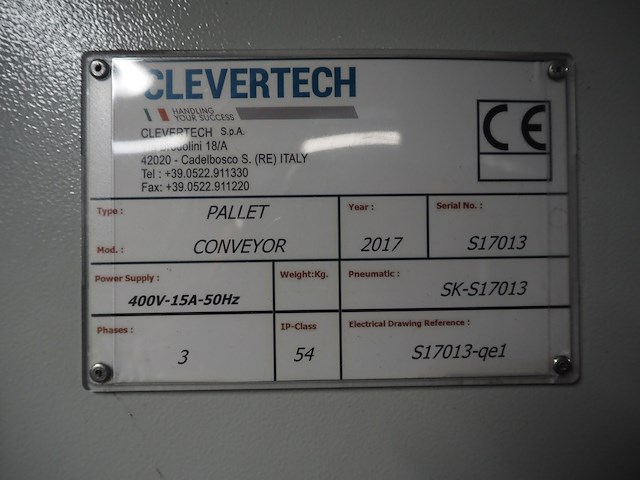 CLEVERTECH
HANDLING
YOUR SUCCESS
CLEVERTECH S.p.A.
18/A
42020 - Cadelbosco S. (RE) ITALY
Tel : +39.0522.911330
Fax: +39.0522.911220
CE
Type : PALLET
Mod. : CONVEYOR
Year : 2017
Serial No. : S17013
Power Supply : 400V-15A-50Hz
Weight:Kg.
Pneumatic : SK-S17013
Phases : 3
IP-Class 54
Electrical Drawing Reference : S17013-qe1